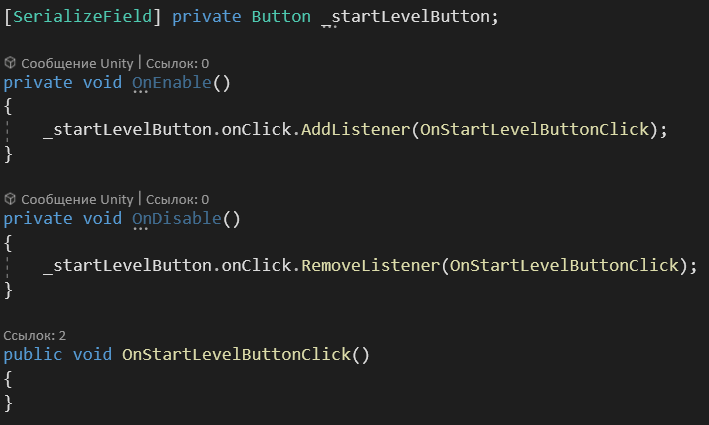 [SerializeField] private Button _startLevelButton;
Сообщение Unity | Ссылок: 0
private void OnEnable()
{
_startLevelButton.onClick.AddListener(OnStartLevelButtonClick);
}
Сообщение Unity | Ссылок: 0
private void OnDisable()
{
_startLevelButton.onClick.RemoveListener(OnStartLevelButtonClick);
}
Ссылок: 2
public void OnStartLevelButtonClick()
{
}